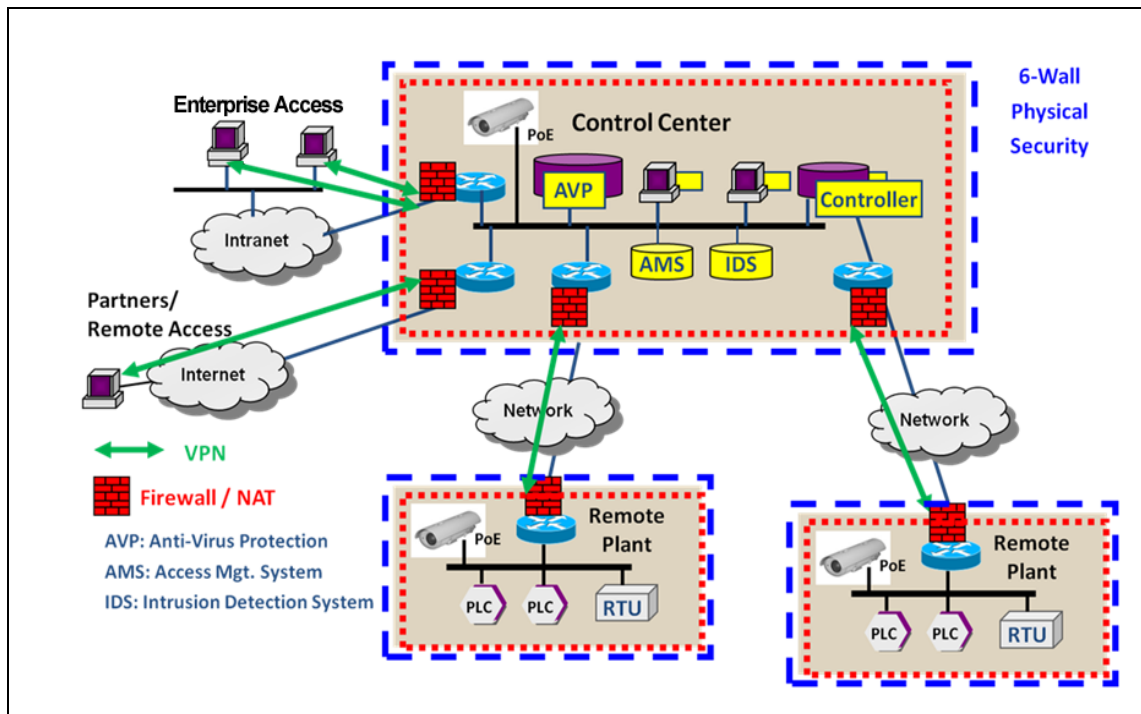 Enterprise Access
Intranet
Partners/
Remote Access
Internet
VPN
Firewall / NAT
AVP: Anti-Virus Protection
AMS: Access Mgt. System
IDS: Intrusion Detection System
6-Wall
Physical
Security
Control Center
PoE
AVP
Controller
AMS
IDS
Network
Network
Remote
Plant
PoE
PLC
PLC
RTU
Remote
Plant
PoE
PLC
PLC
RTU